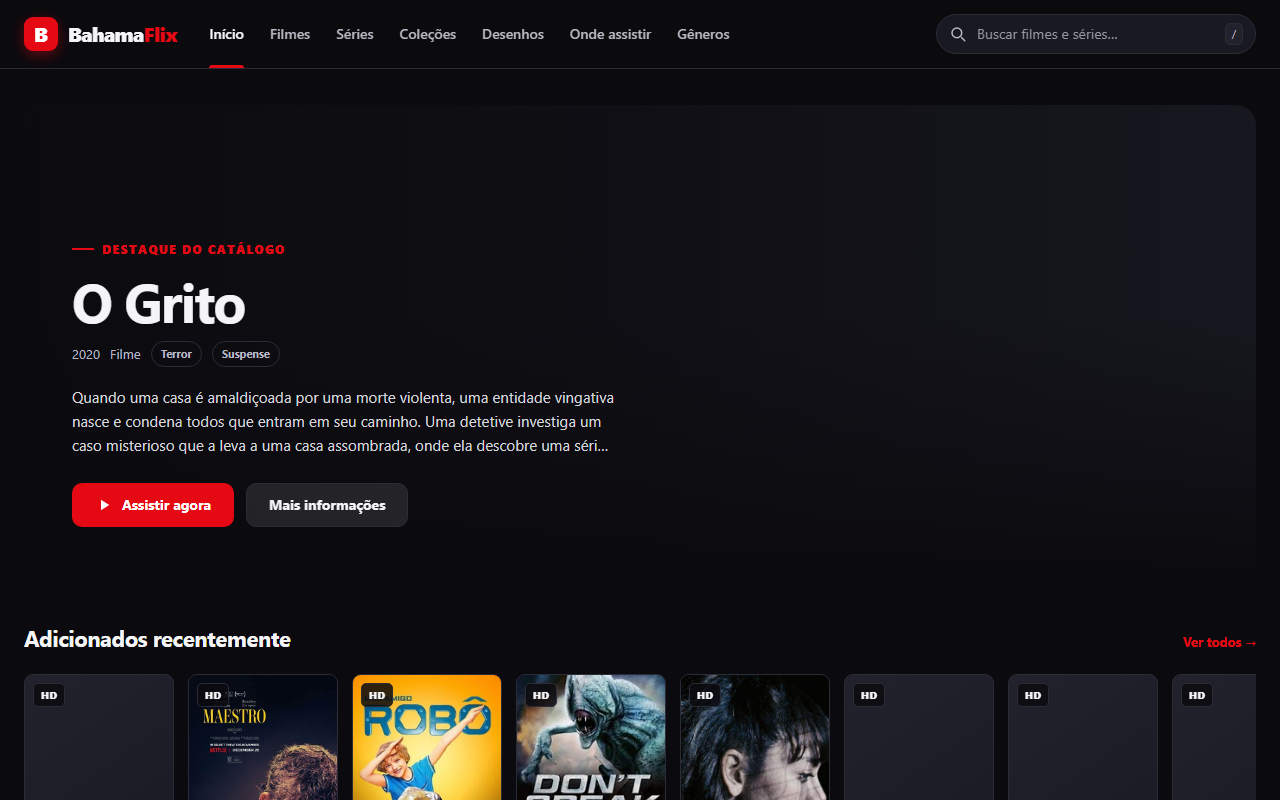 B BahamaFlix Início Filmes Séries Coleções Desenhos Onde assistir Gêneros Buscar filmes e séries... /
DESTAQUE DO CATÁLOGO
O Grito
2020 Filme Terror Suspense
Quando uma casa é amaldiçoada por uma morte violenta, uma entidade vingativa
nasce e condena todos que entram em seu caminho. Uma detetive investiga um
caso misterioso que a leva a uma casa assombrada, onde ela descobre uma séri...
Assistir agora Mais informações
Adicionados recentemente Ver todos →
HD HD HD HD HD HD HD HD
MAESTRO
ROBÔ
DON'T